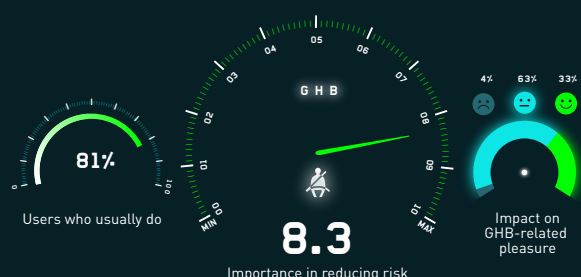 05
04
06
03
07
GHB
4%
63%
33%
02
08
81%
01
09
0
100
00
10
MIN
MAX
Users who usually do
8.3
Impact on
GHB-related
pleasure
Importance in reducing risk